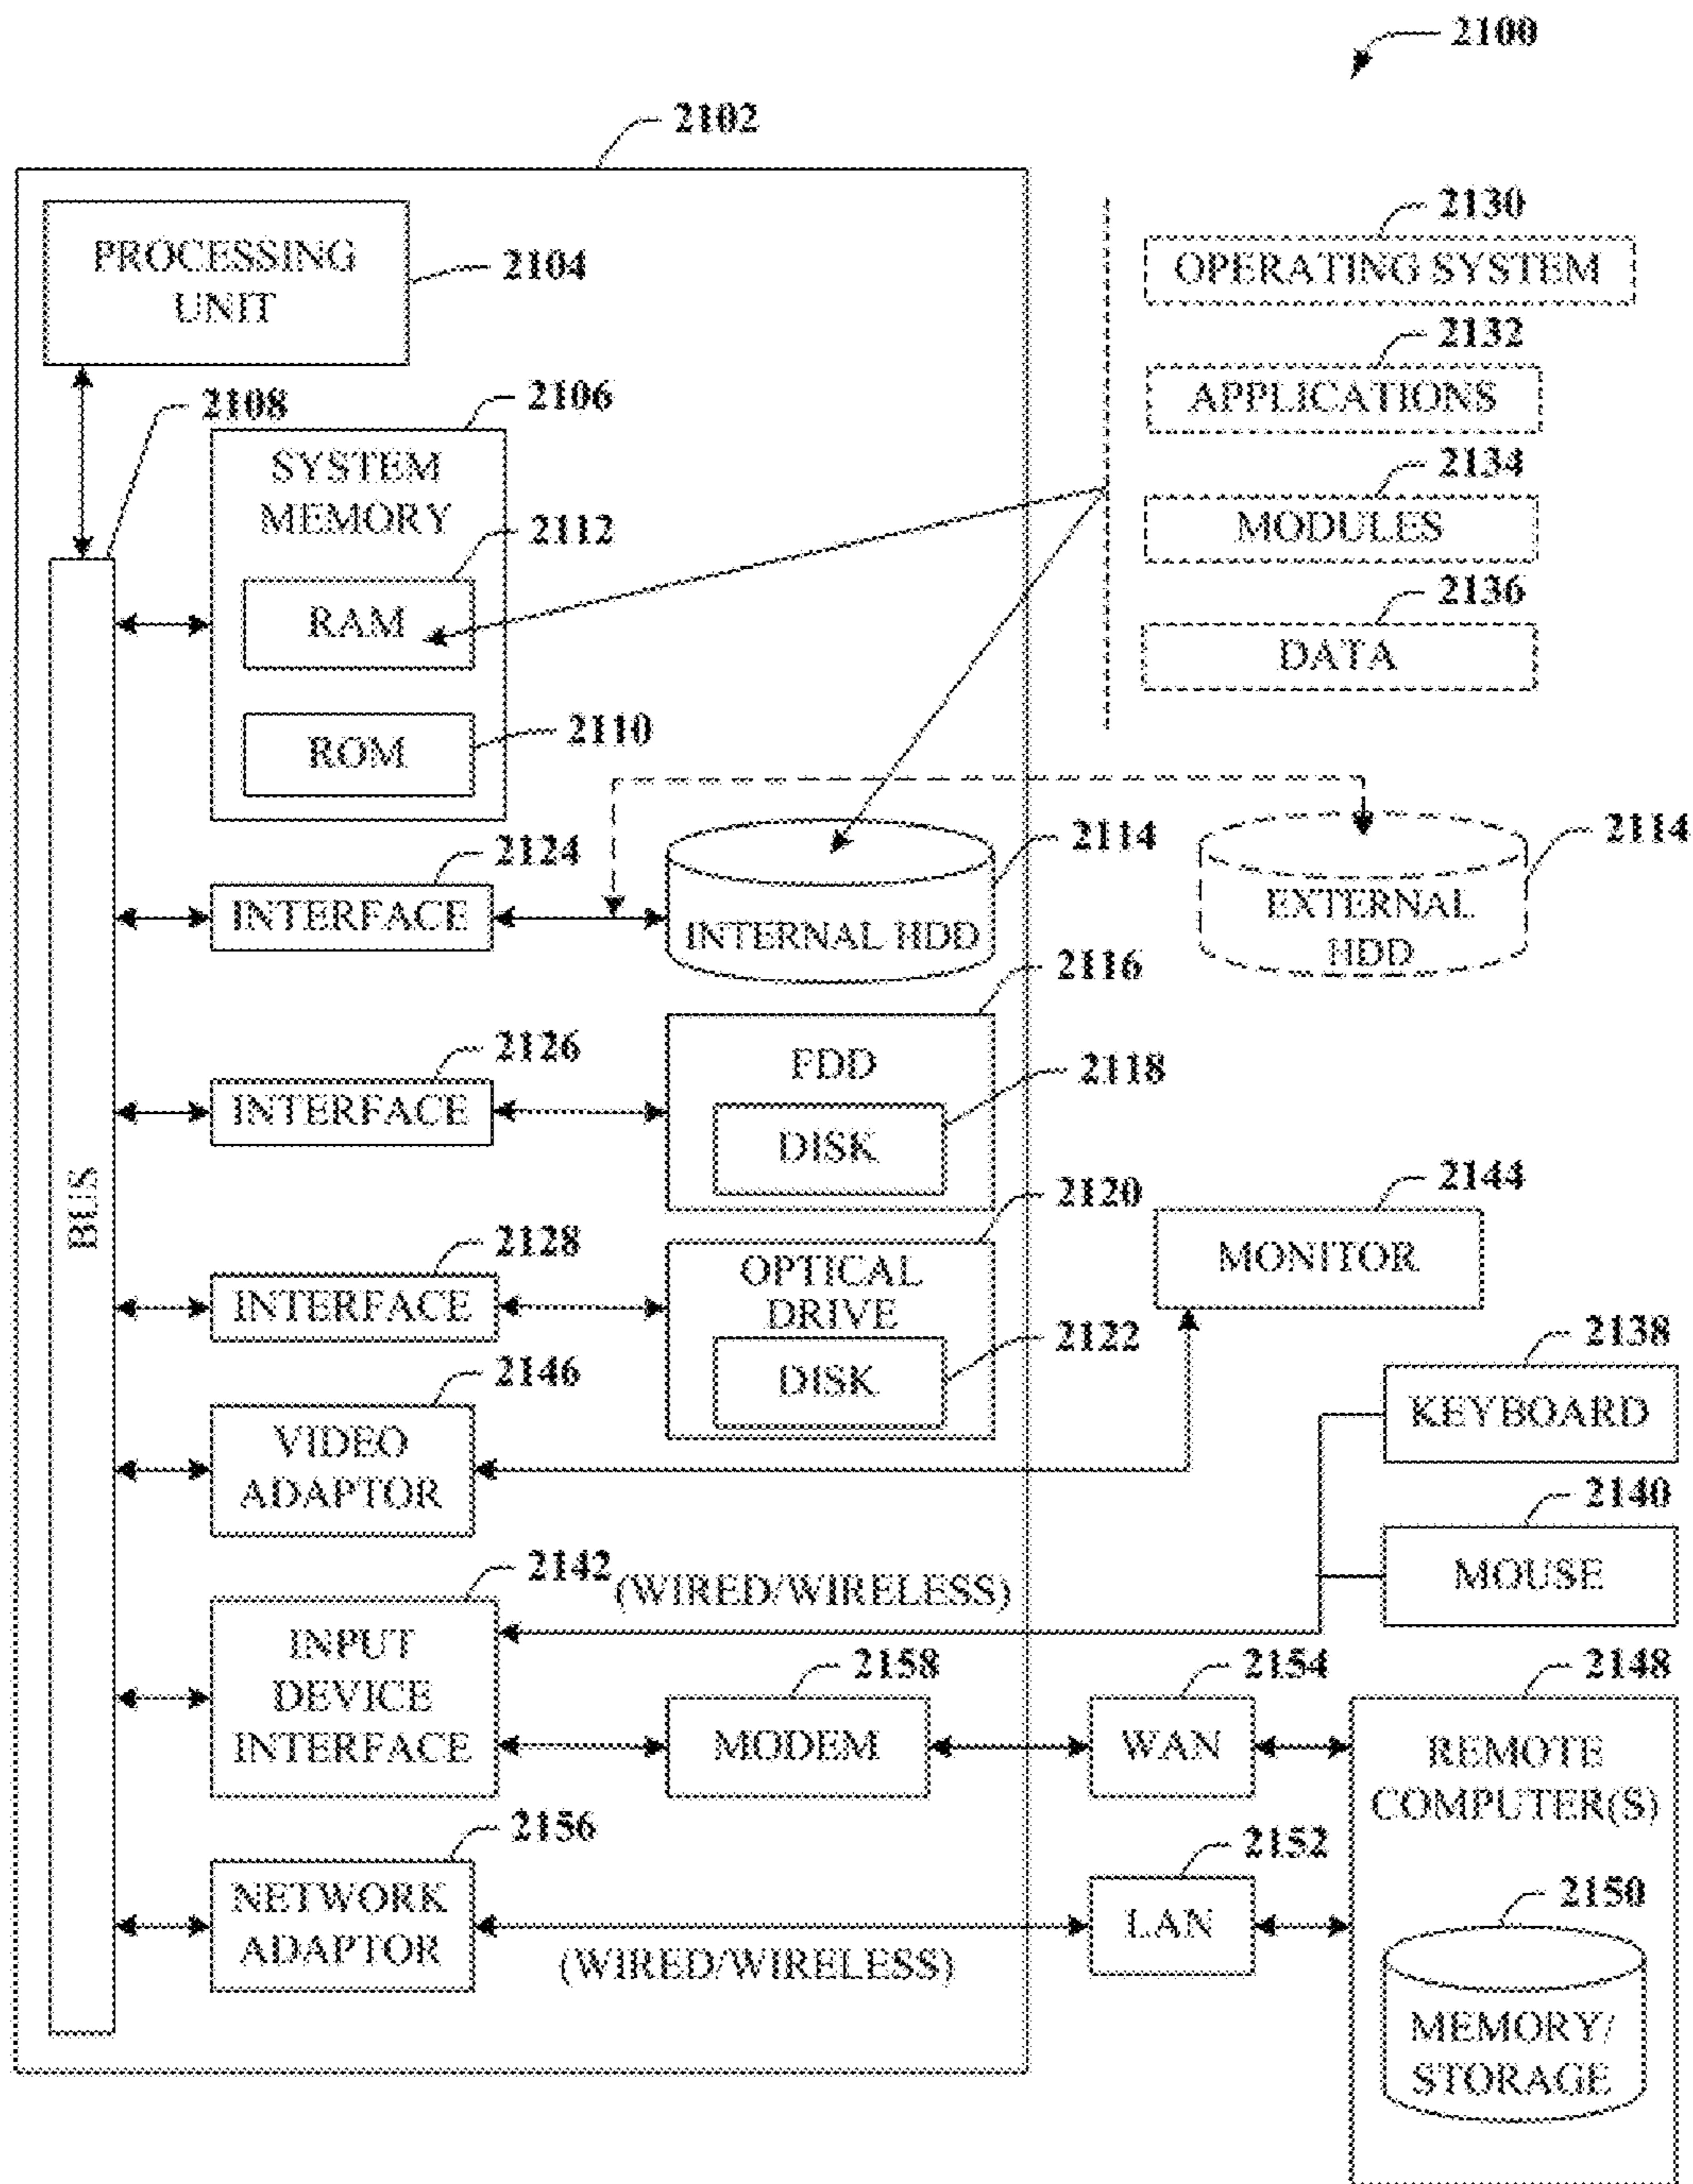 2100
2102
PROCESSING
UNIT
2104
2130
OPERATING SYSTEM
2132
APPLICATIONS
2134
MODULES
2136
DATA
2108
2106
SYSTEM
MEMORY
2112
RAM
2110
ROM
BUS
2124
INTERFACE
2114
INTERNAL HDD
2114
EXTERNAL
HDD
2126
INTERFACE
2116
FDD
2118
DISK
2128
INTERFACE
2120
OPTICAL
DRIVE
2122
DISK
2144
MONITOR
2146
VIDEO
ADAPTOR
2138
KEYBOARD
2140
MOUSE
2142
(WIRED/WIRELESS)
INPUT
DEVICE
INTERFACE
2158
MODEM
2154
WAN
2148
REMOTE
COMPUTER(S)
2156
NETWORK
ADAPTOR
(WIRED/WIRELESS)
2152
LAN
2150
MEMORY/
STORAGE